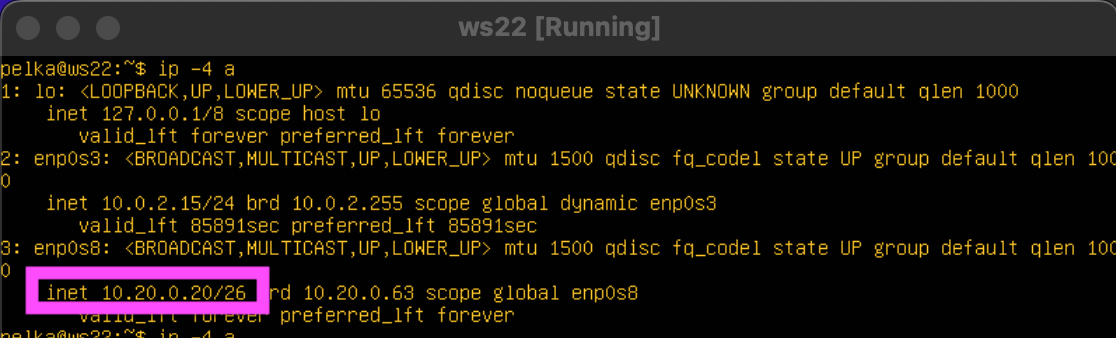 ws22 [Running]
pelka@ws22:~$ ip -4 a
1: lo: <LOOPBACK,UP,LOWER_UP> mtu 65536 qdisc noqueue state UNKNOWN group default qlen 1000
inet 127.0.0.1/8 scope host lo
valid_lft forever preferred_lft forever
2: enp0s3: <BROADCAST,MULTICAST,UP,LOWER_UP> mtu 1500 qdisc fq_codel state UP group default qlen 100
0
inet 10.0.2.15/24 brd 10.0.2.255 scope global dynamic enp0s3
valid_lft 85891sec preferred_lft 85891sec
3: enp0s8: <BROADCAST,MULTICAST,UP,LOWER_UP> mtu 1500 qdisc fq_codel state UP group default qlen 100
0
inet 10.20.0.20/26 brd 10.20.0.63 scope global enp0s8
valid_lft forever preferred_lft forever
pelka@ws22:~$ ip -4 a